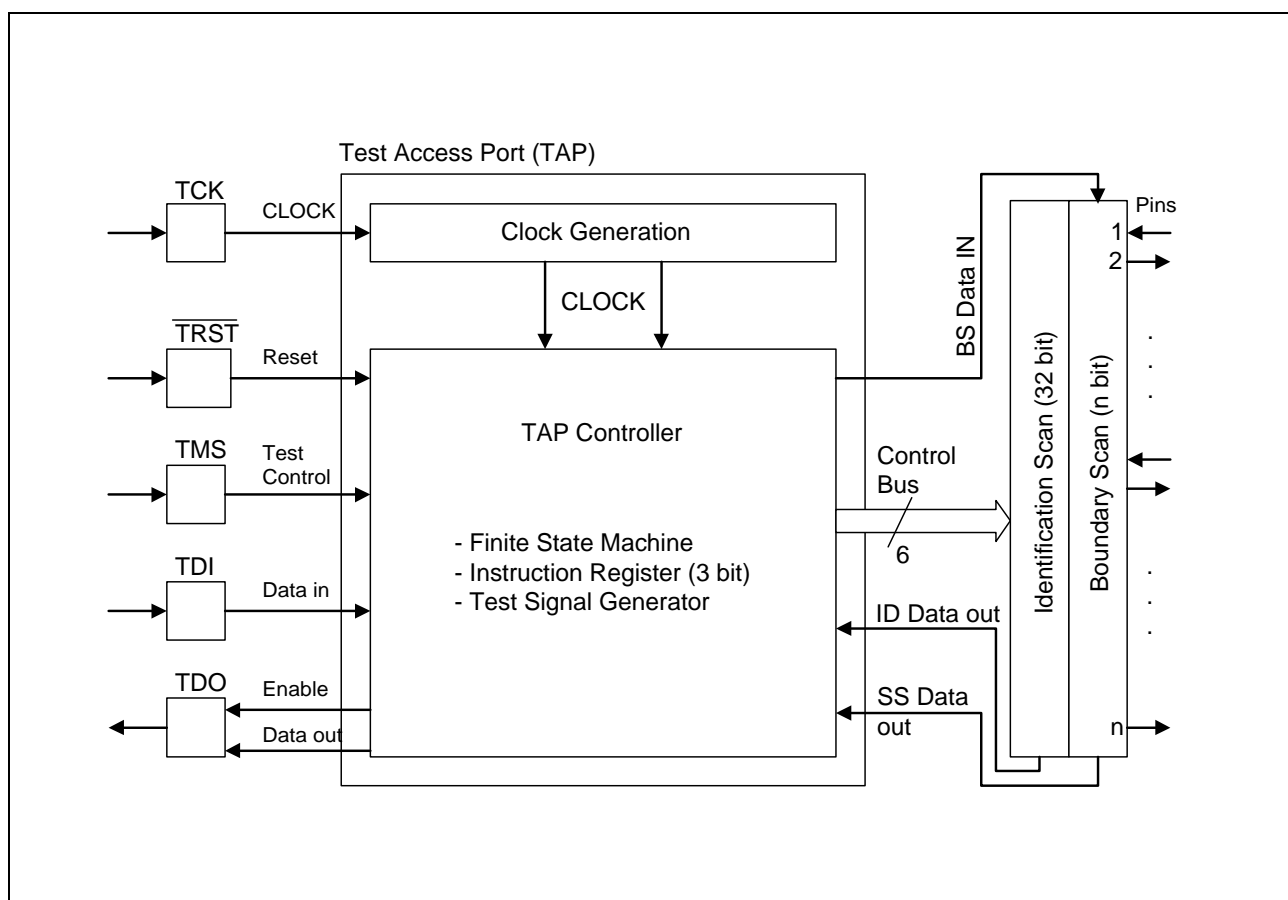 Test Access Port (TAP)
TCK
CLOCK
Clock Generation
CLOCK
TRST
Reset
TMS
Test
Control
TDI
Data in
TDO
Enable
Data out
TAP Controller
- Finite State Machine
- Instruction Register (3 bit)
- Test Signal Generator
BS Data IN
Control
Bus
6
ID Data out
SS Data
out
Identification Scan (32 bit)
Boundary Scan (n bit)
Pins
1
2
.
.
.
.
.
.
n